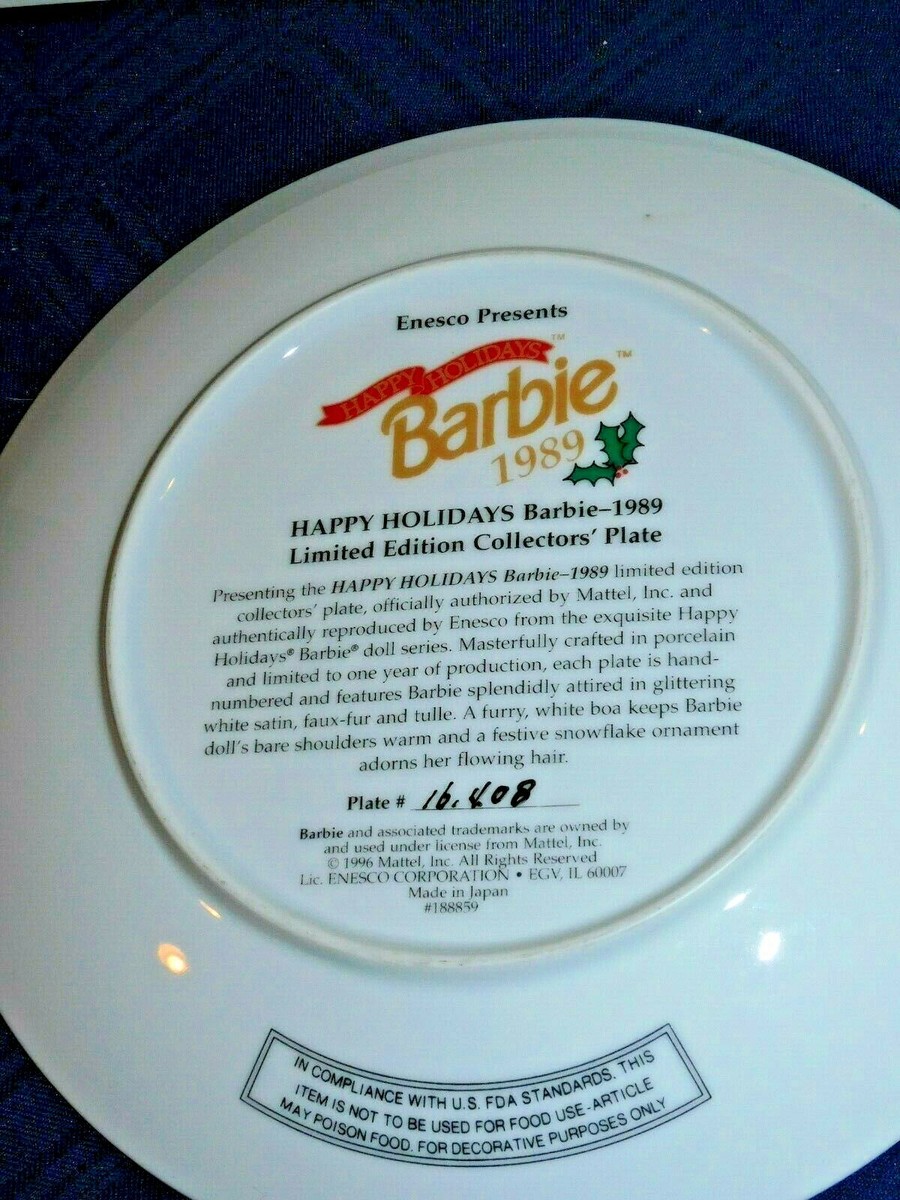 Enesco Presents
HAPPY HOLIDAYS™
Barbie™
1989
HAPPY HOLIDAYS Barbie–1989
Limited Edition Collectors' Plate
Presenting the HAPPY HOLIDAYS Barbie–1989 limited edition
collectors' plate, officially authorized by Mattel, Inc. and
authentically reproduced by Enesco from the exquisite Happy
Holidays® Barbie® doll series. Masterfully crafted in porcelain
and limited to one year of production, each plate is hand-
numbered and features Barbie splendidly attired in glittering
white satin, faux-fur and tulle. A furry, white boa keeps Barbie
doll's bare shoulders warm and a festive snowflake ornament
adorns her flowing hair.
Plate # 16,408
Barbie and associated trademarks are owned by
and used under license from Mattel, Inc.
© 1996 Mattel, Inc. All Rights Reserved
Lic. ENESCO CORPORATION • EGV, IL 60007
Made in Japan
#188859
IN COMPLIANCE WITH U.S. FDA STANDARDS. THIS
ITEM IS NOT TO BE USED FOR FOOD USE-ARTICLE
MAY POISON FOOD. FOR DECORATIVE PURPOSES ONLY